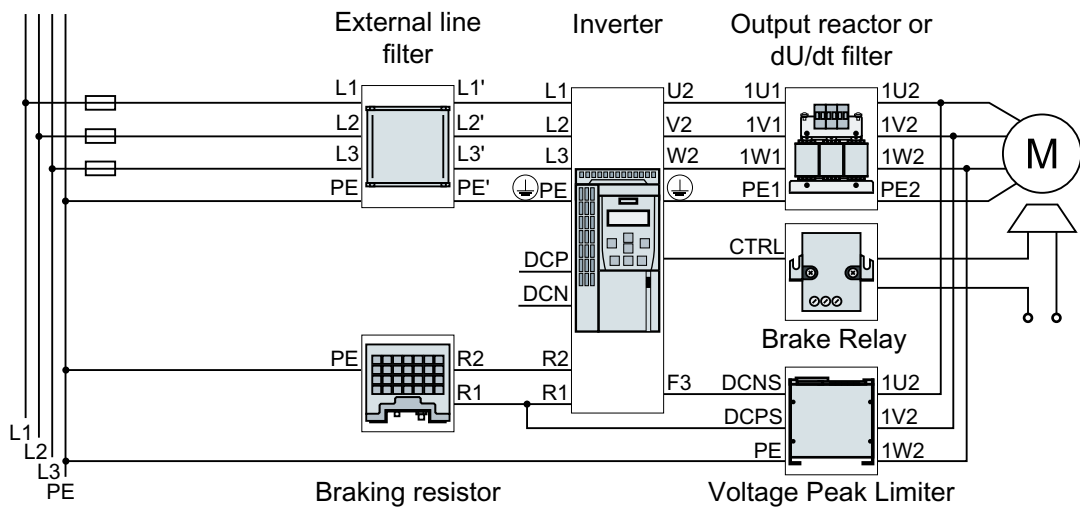 External line
filter
Inverter
Output reactor or
dU/dt filter
L1 L1' L1 U2 1U1 1U2
L2 L2' L2 V2 1V1 1V2
L3 L3' L3 W2 1W1 1W2
PE PE' PE PE1 PE2
M
CTRL
DCP
DCN
Brake Relay
PE R2 R2
R1 R1
F3 DCNS 1U2
DCPS 1V2
PE 1W2
L1
L2
L3
PE
Braking resistor
Voltage Peak Limiter